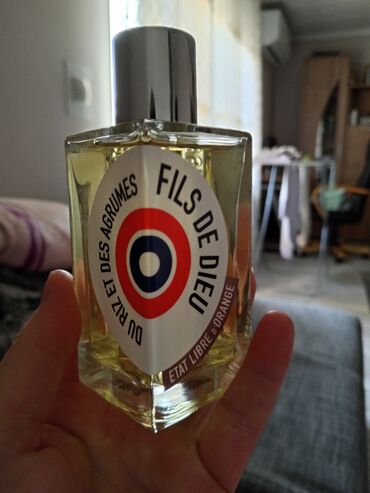 FILS DE DIEU
DU RIZ ET DES AGRUMES
ETAT LIBRE D'ORANGE